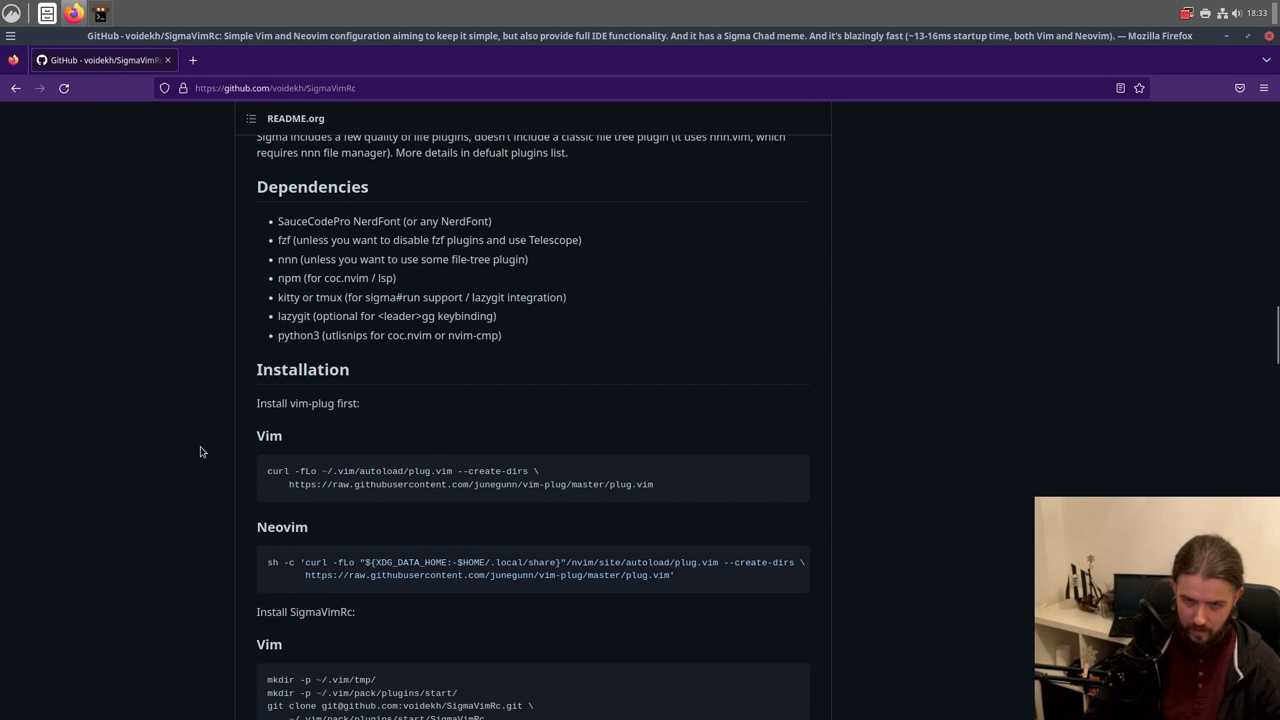 18:33
GitHub - voidekh/SigmaVimRc: Simple Vim and Neovim configuration aiming to keep it simple, but also provide full IDE functionality. And it has a Sigma Chad meme. And it's blazingly fast (~13-16ms startup time, both Vim and Neovim). — Mozilla Firefox
GitHub - voidekh/SigmaVimRc
https://github.com/voidekh/SigmaVimRc
README.org
Sigma includes a few quality of life plugins, doesn't include a classic file tree plugin (it uses nnn.vim, which
requires nnn file manager). More details in defualt plugins list.
Dependencies
• SauceCodePro NerdFont (or any NerdFont)
• fzf (unless you want to disable fzf plugins and use Telescope)
• nnn (unless you want to use some file-tree plugin)
• npm (for coc.nvim / lsp)
• kitty or tmux (for sigma#run support / lazygit integration)
• lazygit (optional for <leader>gg keybinding)
• python3 (utlisnips for coc.nvim or nvim-cmp)
Installation
Install vim-plug first:
Vim
curl -fLo ~/.vim/autoload/plug.vim --create-dirs \
https://raw.githubusercontent.com/junegunn/vim-plug/master/plug.vim
Neovim
sh -c 'curl -fLo "${XDG_DATA_HOME:-$HOME/.local/share}"/nvim/site/autoload/plug.vim --create-dirs \
https://raw.githubusercontent.com/junegunn/vim-plug/master/plug.vim'
Install SigmaVimRc:
Vim
mkdir -p ~/.vim/tmp/
mkdir -p ~/.vim/pack/plugins/start/
git clone git@github.com:voidekh/SigmaVimRc.git \
~/.vim/pack/plugins/start/SigmaVimRc